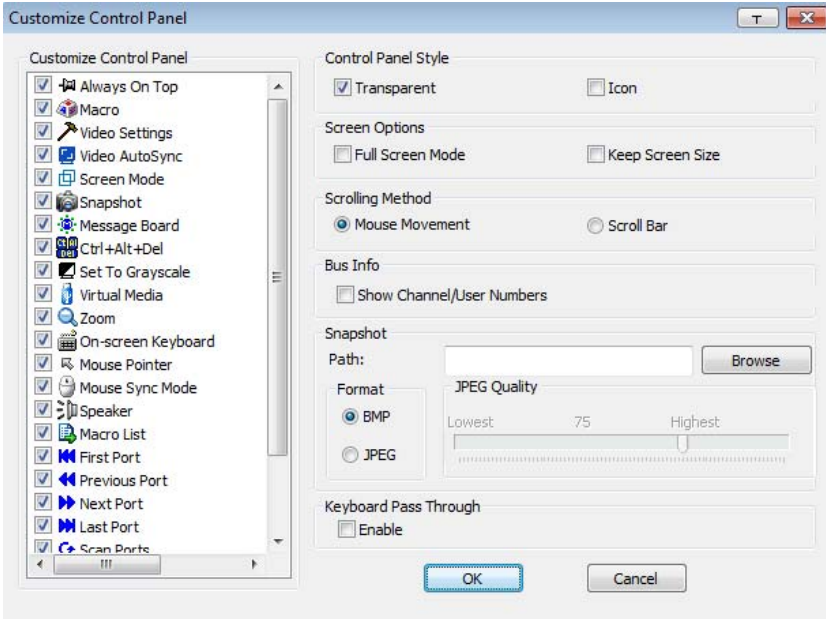 Customize Control Panel
T
Customize Control Panel
Always On Top
Macro
Video Settings
Video AutoSync
Screen Mode
Snapshot
Message Board
Ctrl+Alt+Del
Set To Grayscale
Virtual Media
Zoom
On-screen Keyboard
Mouse Pointer
Mouse Sync Mode
Speaker
Macro List
First Port
Previous Port
Next Port
Last Port
Scan Ports
Control Panel Style
Transparent
Icon
Screen Options
Full Screen Mode
Keep Screen Size
Scrolling Method
Mouse Movement
Scroll Bar
Bus Info
Show Channel/User Numbers
Snapshot
Path:
Browse
Format
BMP
JPEG
JPEG Quality
Lowest 75 Highest
Keyboard Pass Through
Enable
OK
Cancel